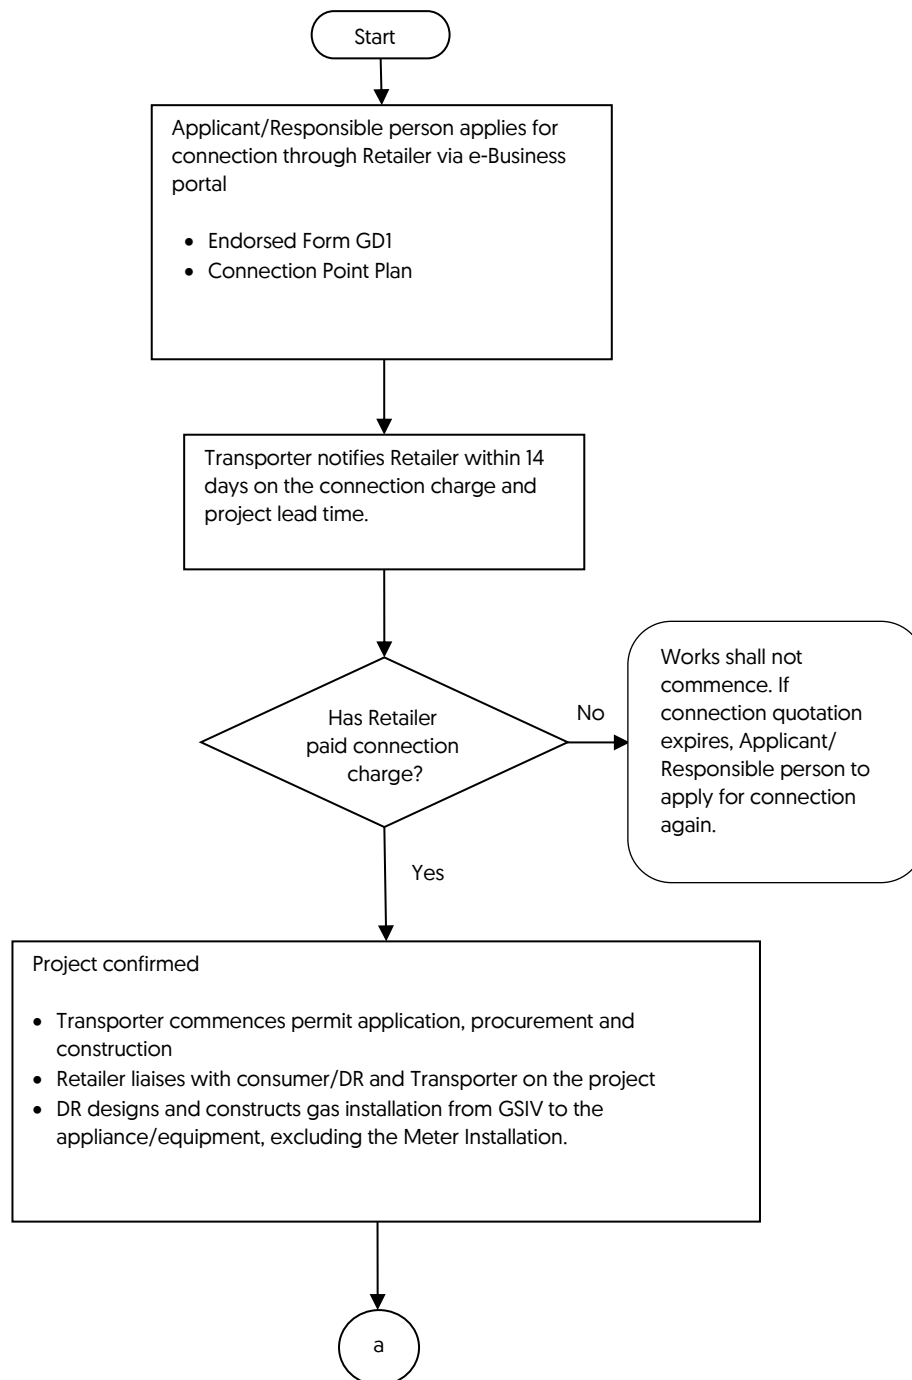 Start
Applicant/Responsible person applies for
connection through Retailer via e-Business
portal
• Endorsed Form GD1
• Connection Point Plan
Transporter notifies Retailer within 14
days on the connection charge and
project lead time.
Has Retailer
paid connection
charge?
No
Works shall not
commence. If
connection quotation
expires, Applicant/
Responsible person to
apply for connection
again.
Yes
Project confirmed
• Transporter commences permit application, procurement and
construction
• Retailer liaises with consumer/DR and Transporter on the project
• DR designs and constructs gas installation from GSIV to the
appliance/equipment, excluding the Meter Installation.
a